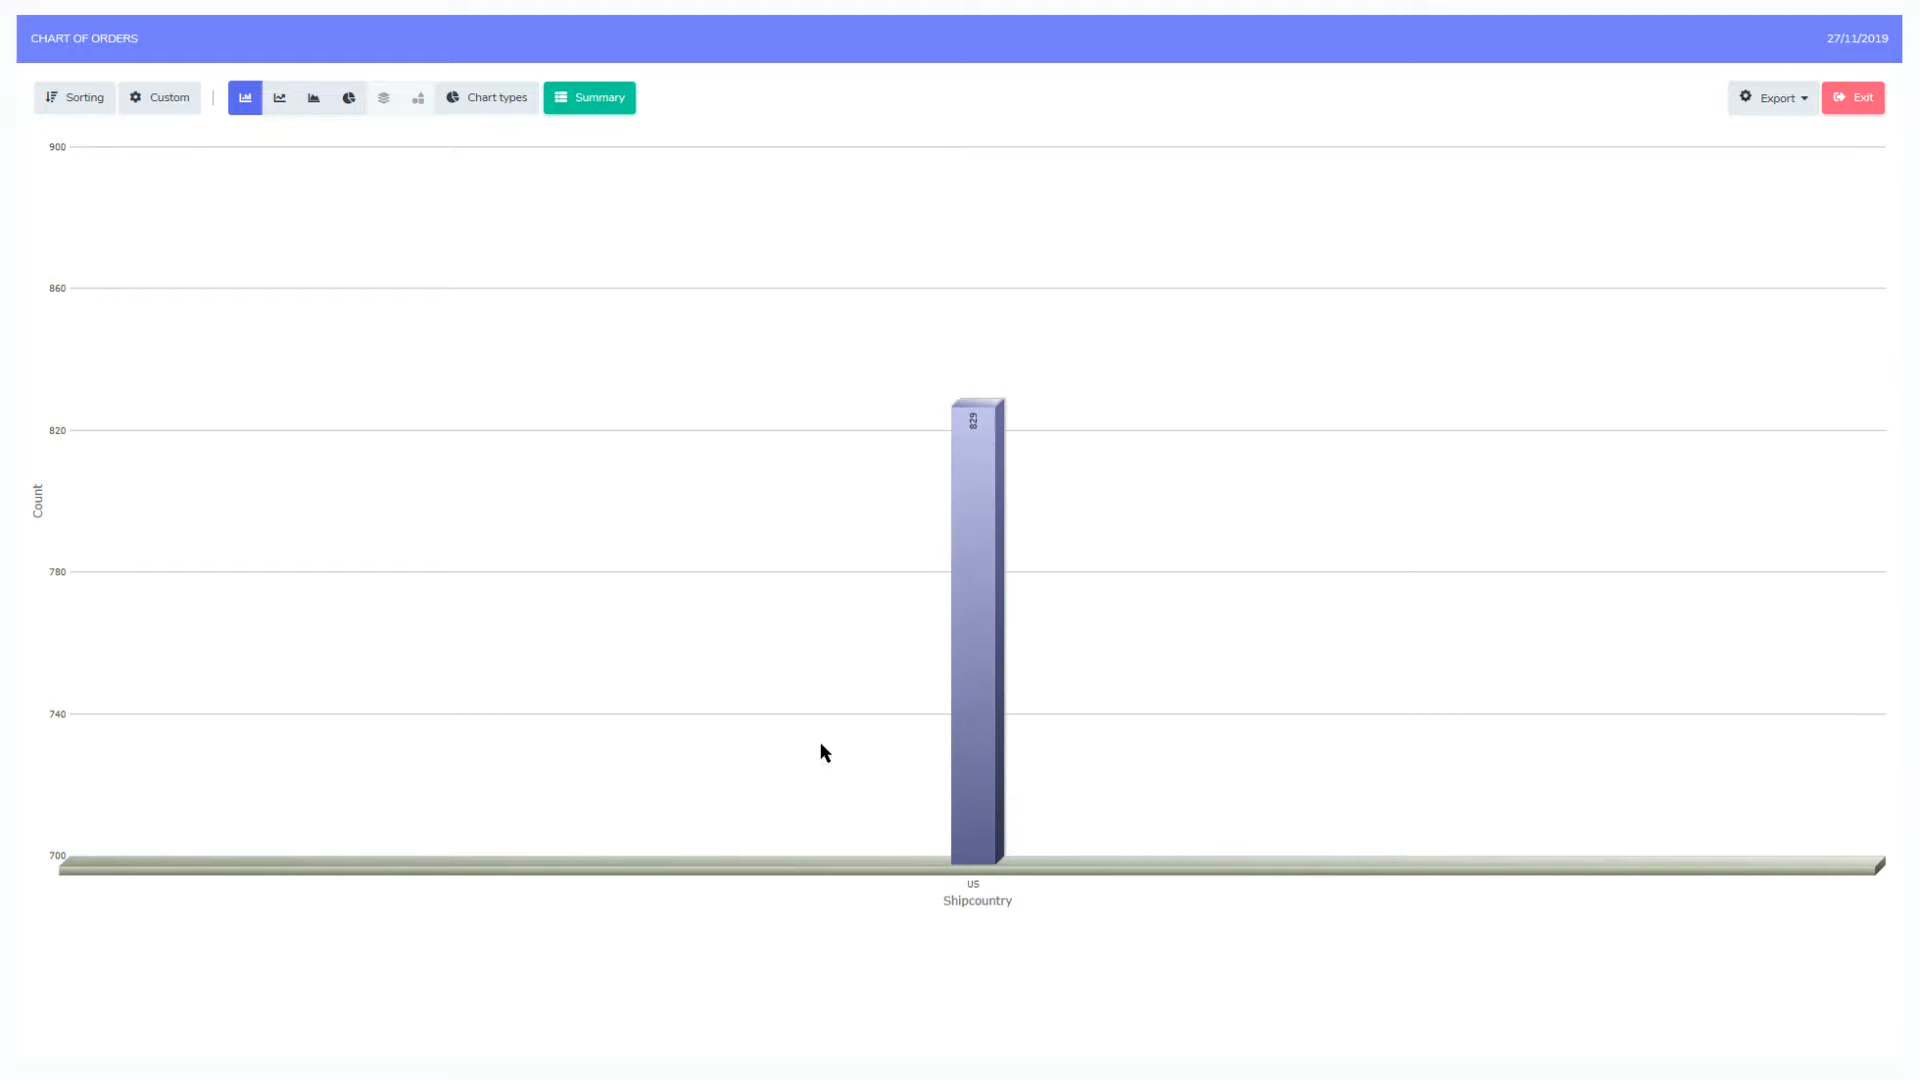 CHART OF ORDERS
27/11/2019
Sorting
Custom
Chart types
Summary
Export
Exit
900
860
820
780
740
700
Count
829
US
Shipcountry